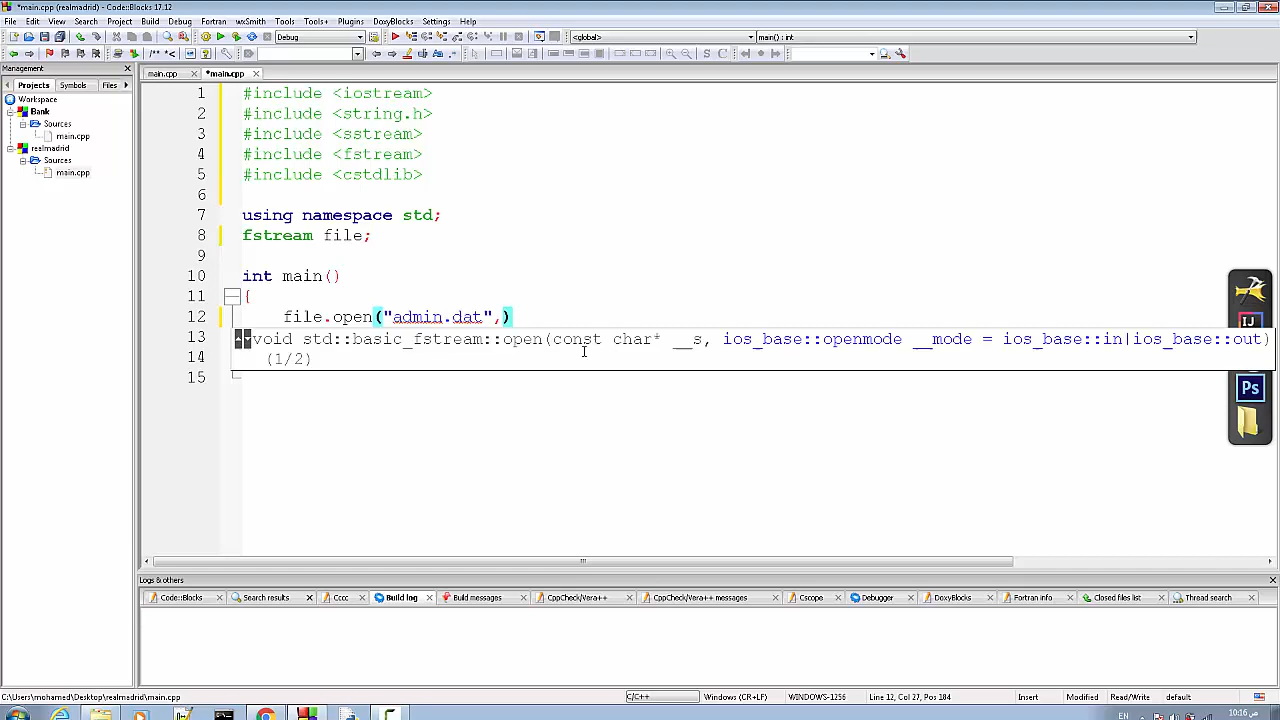 *main.cpp (realmadrid) - Code::Blocks 17.12
File Edit View Search Project Build Debug Fortran wxSmith Tools Tools+ Plugins DoxyBlocks Settings Help
Debug <global> main() : int
/** *< S C
Management
main.cpp *main.cpp
Projects Symbols Files
Workspace
Bank
Sources
main.cpp
realmadrid
Sources
main.cpp
1 #include <iostream>
2 #include <string.h>
3 #include <sstream>
4 #include <fstream>
5 #include <cstdlib>
6
7 using namespace std;
8 fstream file;
9
10 int main()
11 {
12 file.open("admin.dat",)
13 void std::basic_fstream::open(const char* __s, ios_base::openmode __mode = ios_base::in|ios_base::out)
14 (1/2)
15
IJ
Ps
Logs & others
Code::Blocks Search results Cccc Build log Build messages CppCheck/Vera++ CppCheck/Vera++ messages Cscope Debugger DoxyBlocks Fortran info Closed files list Thread search
C:\Users\mohamed\Desktop\realmadrid\main.cpp C/C++ Windows (CR+LF) WINDOWS-1256 Line 12, Col 27, Pos 184 Insert Modified Read/Write default
EN 10:16 ص